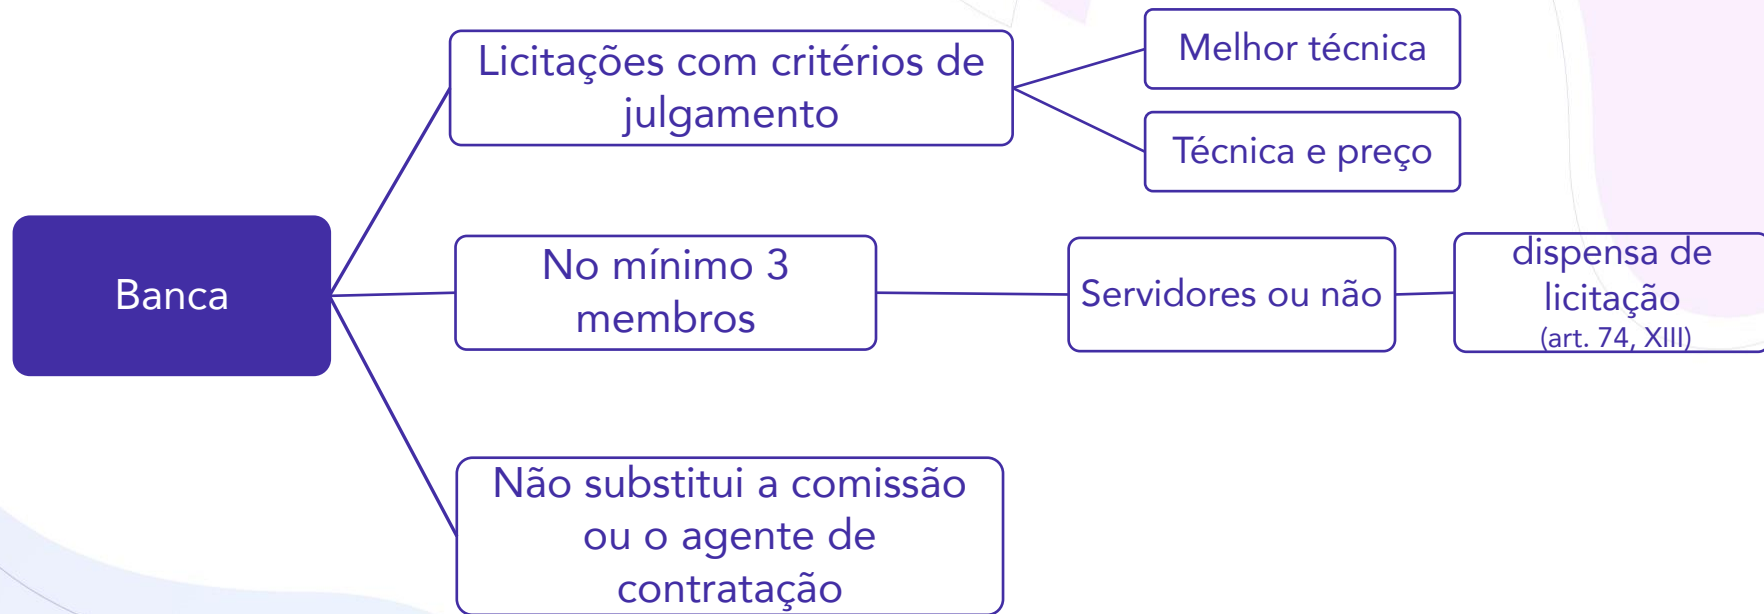 Banca
Licitações com critérios de
julgamento
Melhor técnica
Técnica e preço
No mínimo 3
membros
Servidores ou não
dispensa de
licitação
(art. 74, XIII)
Não substitui a comissão
ou o agente de
contratação